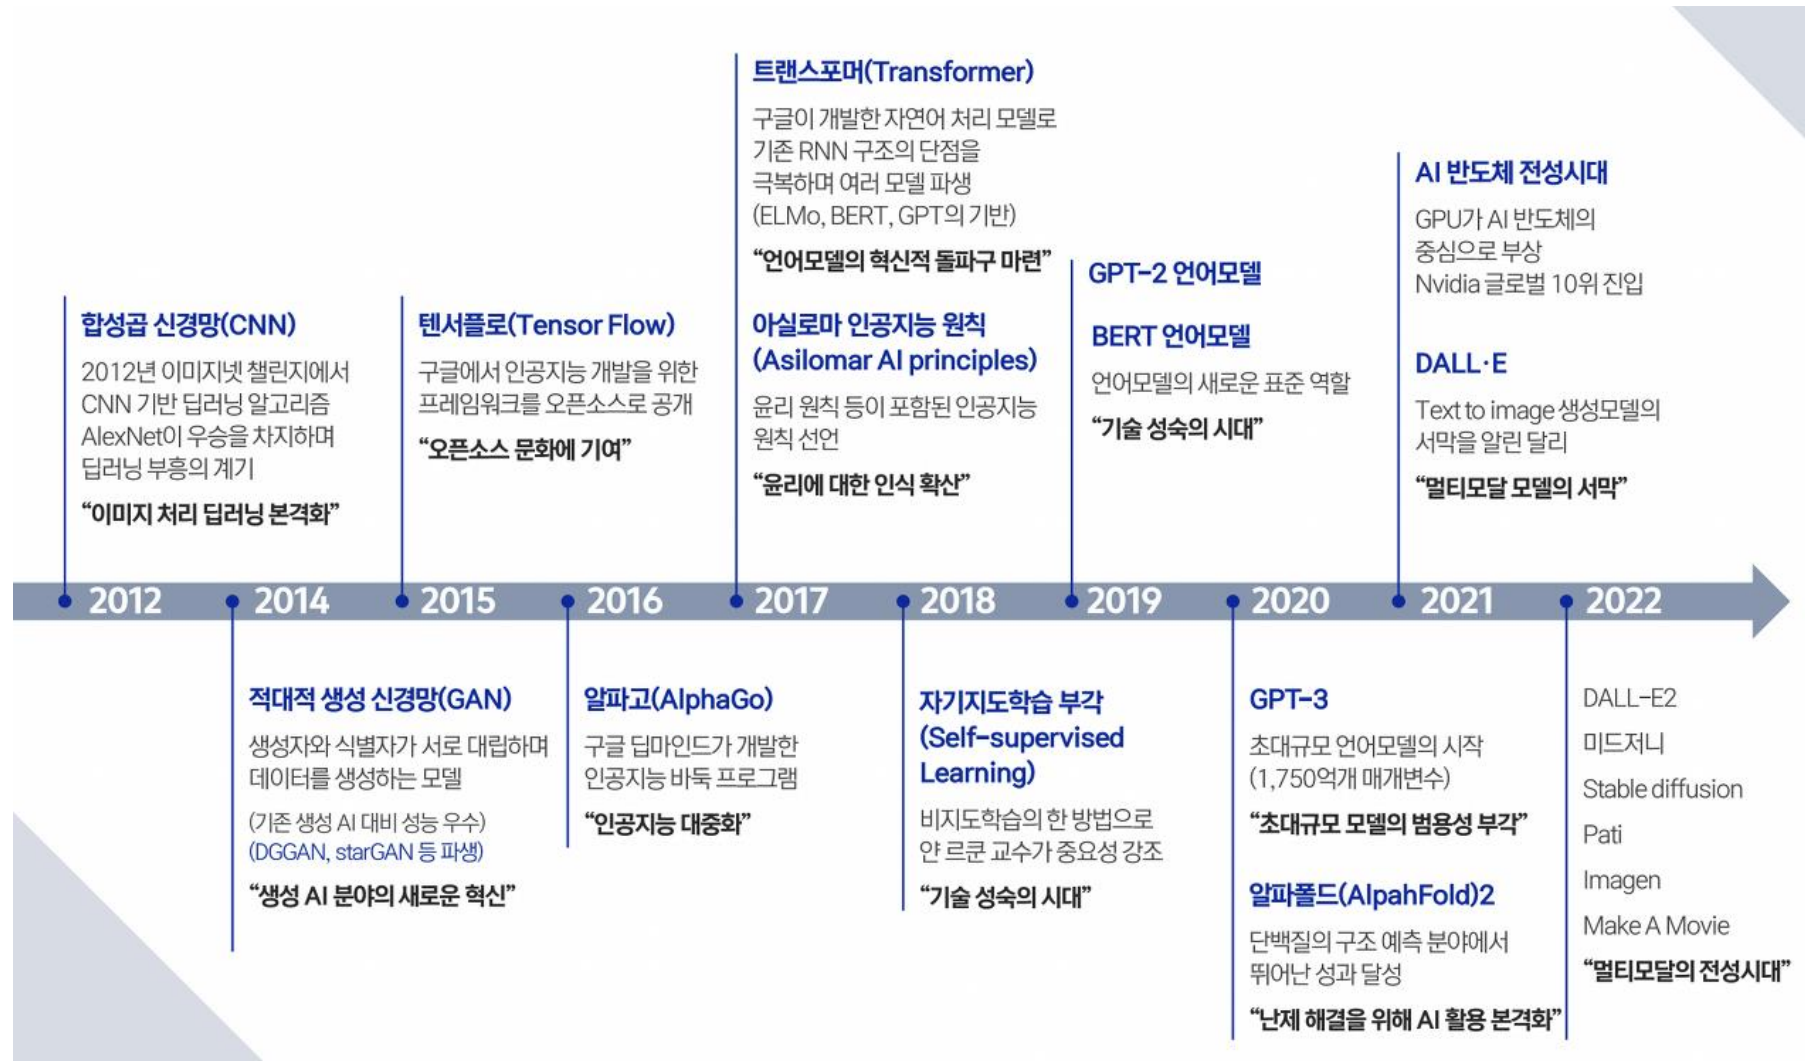 트랜스포머(Transformer)
구글이 개발한 자연어 처리 모델로
기존 RNN 구조의 단점을
극복하며 여러 모델 파생
(ELMo, BERT, GPT의 기반)
“언어모델의 혁신적 돌파구 마련”
아실로마 인공지능 원칙
(Asilomar AI principles)
윤리 원칙 등이 포함된 인공지능
원칙 선언
“윤리에 대한 인식 확산”
AI 반도체 전성시대
GPU가 AI 반도체의
중심으로 부상
Nvidia 글로벌 10위 진입
DALL·E
Text to image 생성모델의
서막을 알린 달리
“멀티모달 모델의 서막”
GPT-2 언어모델
BERT 언어모델
언어모델의 새로운 표준 역할
“기술 성숙의 시대”
합성곱 신경망(CNN)
2012년 이미지넷 챌린지에서
CNN 기반 딥러닝 알고리즘
AlexNet이 우승을 차지하며
딥러닝 부흥의 계기
“이미지 처리 딥러닝 본격화”
텐서플로(Tensor Flow)
구글에서 인공지능 개발을 위한
프레임워크를 오픈소스로 공개
“오픈소스 문화에 기여”
2012 2014 2015 2016 2017 2018 2019 2020 2021 2022
적대적 생성 신경망(GAN)
생성자와 식별자가 서로 대립하며
데이터를 생성하는 모델
(기존 생성 AI 대비 성능 우수)
(DGGAN, starGAN 등 파생)
“생성 AI 분야의 새로운 혁신”
알파고(AlphaGo)
구글 딥마인드가 개발한
인공지능 바둑 프로그램
“인공지능 대중화”
자기지도학습 부각
(Self-supervised
Learning)
비지도학습의 한 방법으로
얀 르쿤 교수가 중요성 강조
“기술 성숙의 시대”
GPT-3
초대규모 언어모델의 시작
(1,750억개 매개변수)
“초대규모 모델의 범용성 부각”
알파폴드(AlpahFold)2
단백질의 구조 예측 분야에서
뛰어난 성과 달성
“난제 해결을 위해 AI 활용 본격화”
DALL-E2
미드저니
Stable diffusion
Pati
Imagen
Make A Movie
“멀티모달의 전성시대”